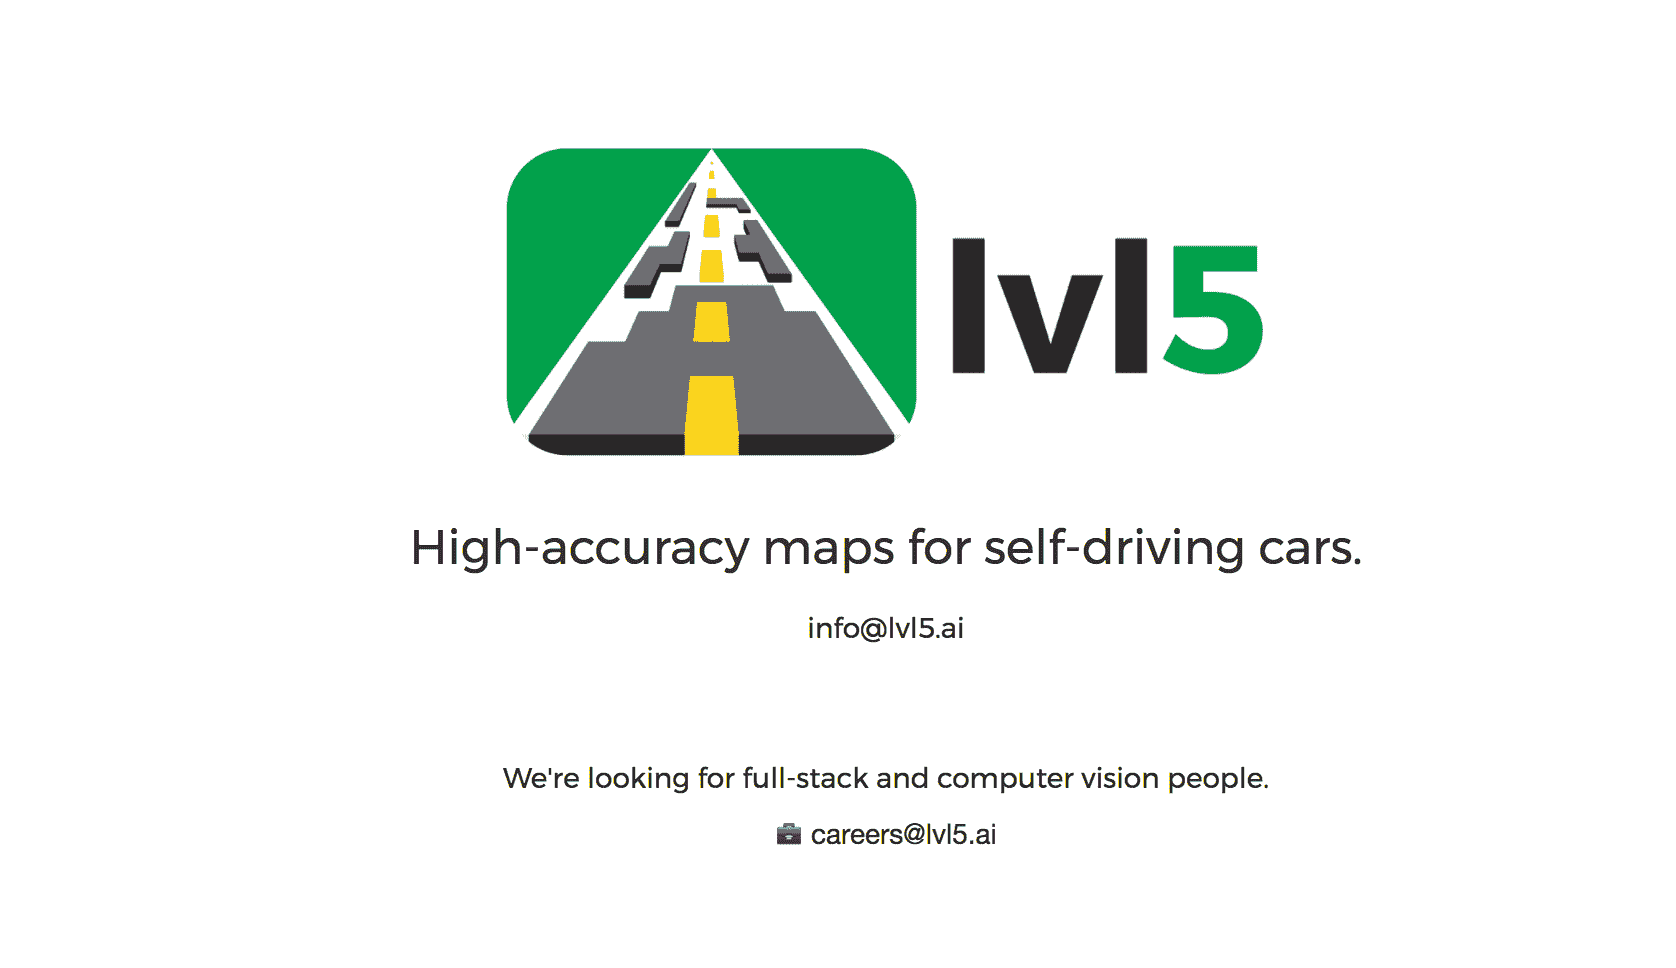 lvl5
High-accuracy maps for self-driving cars.
info@lvl5.ai
We're looking for full-stack and computer vision people.
💼 careers@lvl5.ai